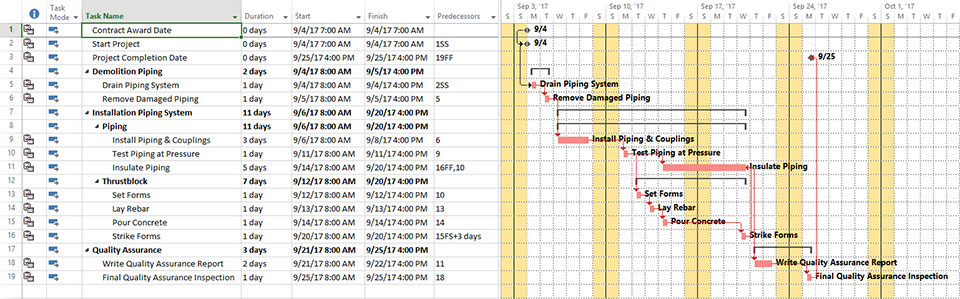 Task Mode Task Name Duration Start Finish Predecessors Sep 3, '17 Sep 10, '17 Sep 17, '17 Sep 24, '17 Oct 1, '17
S S M T W T F S S M T W T F S S M T W T F S S M T W T F S S M T W T
1 Contract Award Date 0 days 9/4/17 7:00 AM 9/4/17 7:00 AM 9/4
2 Start Project 0 days 9/4/17 7:00 AM 9/4/17 7:00 AM 1SS 9/4
3 Project Completion Date 0 days 9/25/17 4:00 PM 9/25/17 4:00 PM 19FF 9/25
4 Demolition Piping 2 days 9/4/17 8:00 AM 9/5/17 4:00 PM
5 Drain Piping System 1 day 9/4/17 8:00 AM 9/4/17 4:00 PM 2SS Drain Piping System
6 Remove Damaged Piping 1 day 9/5/17 8:00 AM 9/5/17 4:00 PM 5 Remove Damaged Piping
7 Installation Piping System 11 days 9/6/17 8:00 AM 9/20/17 4:00 PM
8 Piping 11 days 9/6/17 8:00 AM 9/20/17 4:00 PM
9 Install Piping & Couplings 3 days 9/6/17 8:00 AM 9/8/17 4:00 PM 6 Install Piping & Couplings
10 Test Piping at Pressure 1 day 9/11/17 8:00 AM 9/11/17 4:00 PM 9 Test Piping at Pressure
11 Insulate Piping 5 days 9/14/17 8:00 AM 9/20/17 4:00 PM 16FF,10 Insulate Piping
12 Thrustblock 7 days 9/12/17 8:00 AM 9/20/17 4:00 PM
13 Set Forms 1 day 9/12/17 8:00 AM 9/12/17 4:00 PM 10 Set Forms
14 Lay Rebar 1 day 9/13/17 8:00 AM 9/13/17 4:00 PM 13 Lay Rebar
15 Pour Concrete 1 day 9/14/17 8:00 AM 9/14/17 4:00 PM 14 Pour Concrete
16 Strike Forms 1 day 9/20/17 8:00 AM 9/20/17 4:00 PM 15FS+3 days Strike Forms
17 Quality Assurance 3 days 9/21/17 8:00 AM 9/25/17 4:00 PM
18 Write Quality Assurance Report 2 days 9/21/17 8:00 AM 9/22/17 4:00 PM 11 Write Quality Assurance Report
19 Final Quality Assurance Inspection 1 day 9/25/17 8:00 AM 9/25/17 4:00 PM 18 Final Quality Assurance Inspection